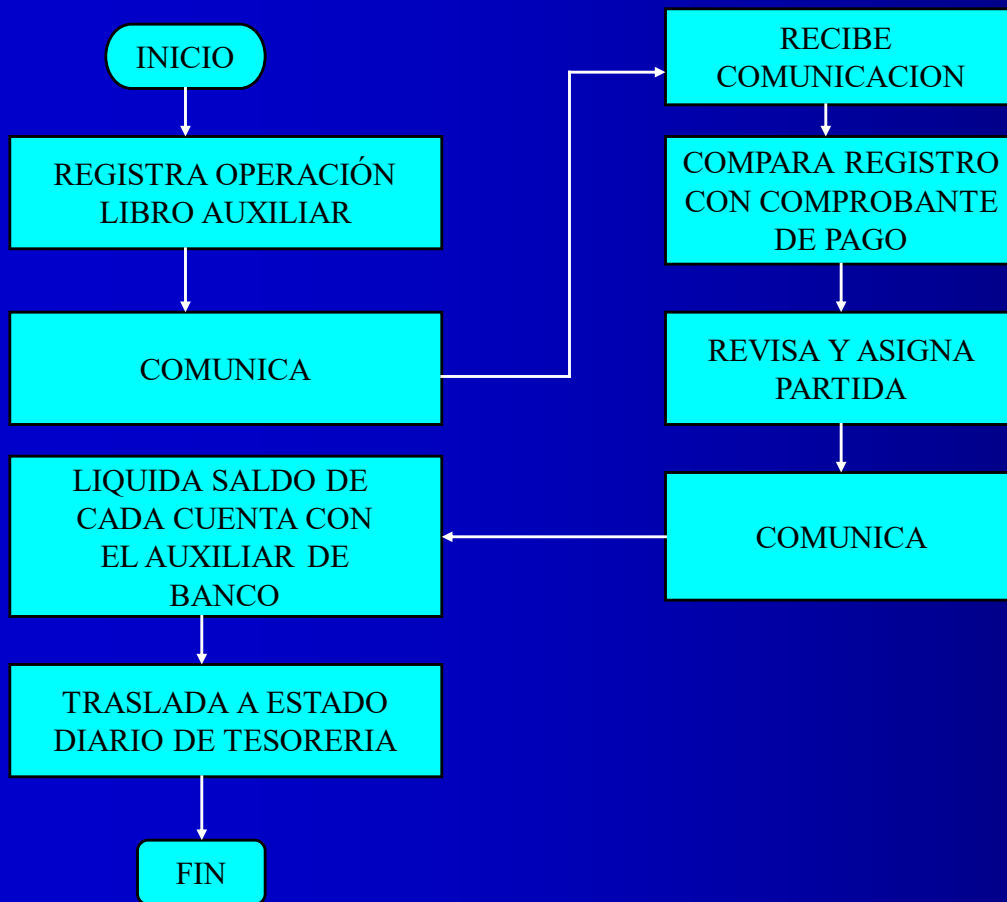 INICIO
REGISTRA OPERACIÓN
LIBRO AUXILIAR
COMUNICA
RECIBE
COMUNICACION
COMPARA REGISTRO
CON COMPROBANTE
DE PAGO
REVISA Y ASIGNA
PARTIDA
COMUNICA
LIQUIDA SALDO DE
CADA CUENTA CON
EL AUXILIAR DE
BANCO
TRASLADA A ESTADO
DIARIO DE TESORERIA
FIN